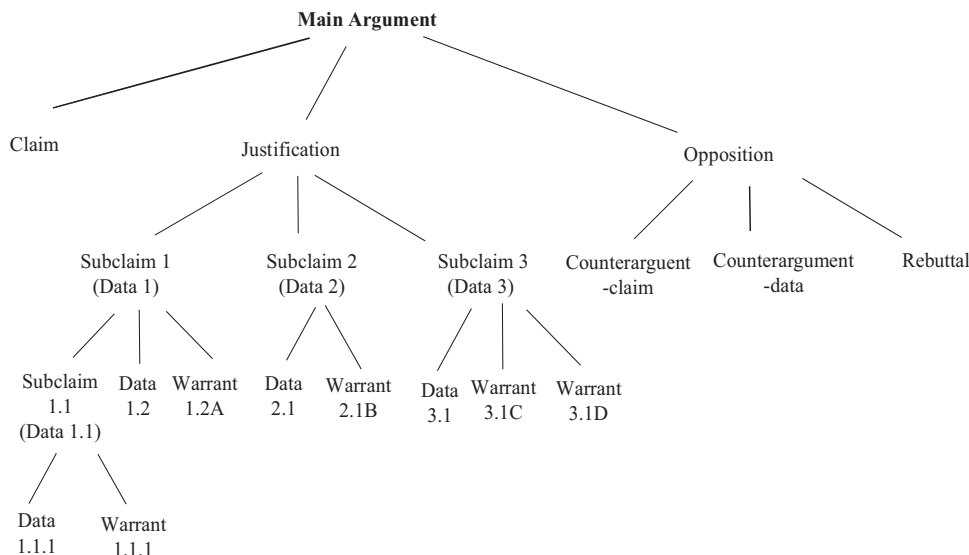 Main Argument
Claim
Justification
Opposition
Subclaim 1
(Data 1)
Subclaim 2
(Data 2)
Subclaim 3
(Data 3)
Counterarguent
-claim
Counterargument
-data
Rebuttal
Subclaim
1.1
(Data 1.1)
Data
1.2
Warrant
1.2A
Data
2.1
Warrant
2.1B
Data
3.1
Warrant
3.1C
Warrant
3.1D
Data
1.1.1
Warrant
1.1.1